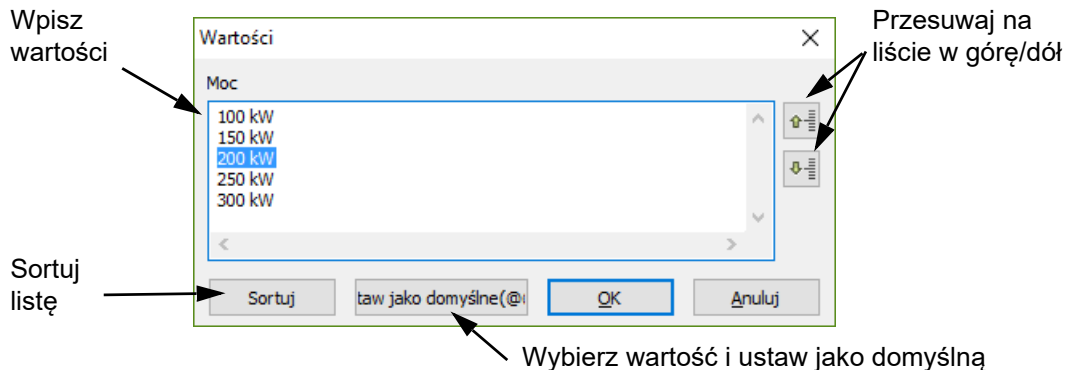 Wpisz
wartości
Przesuwaj na
liście w górę/dół
Wartości
Moc
100 kW
150 kW
200 kW
250 kW
300 kW
Sortuj
listę
Sortuj
taw jako domyślne(@
OK
Anuluj
Wybierz wartość i ustaw jako domyślną